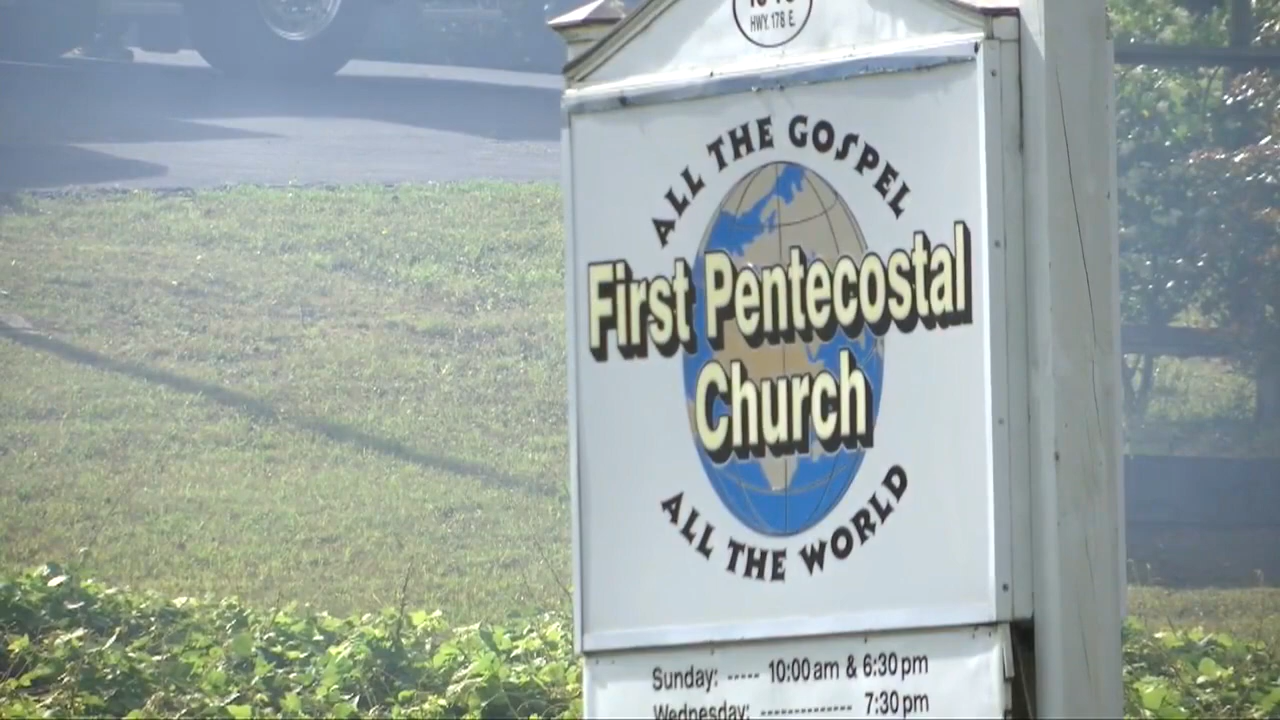 HWY. 178 E.
ALL THE GOSPEL
First Pentecostal
Church
ALL THE WORLD
Sunday: ----- 10:00 am & 6:30 pm
Wednesday: ------------- 7:30 pm